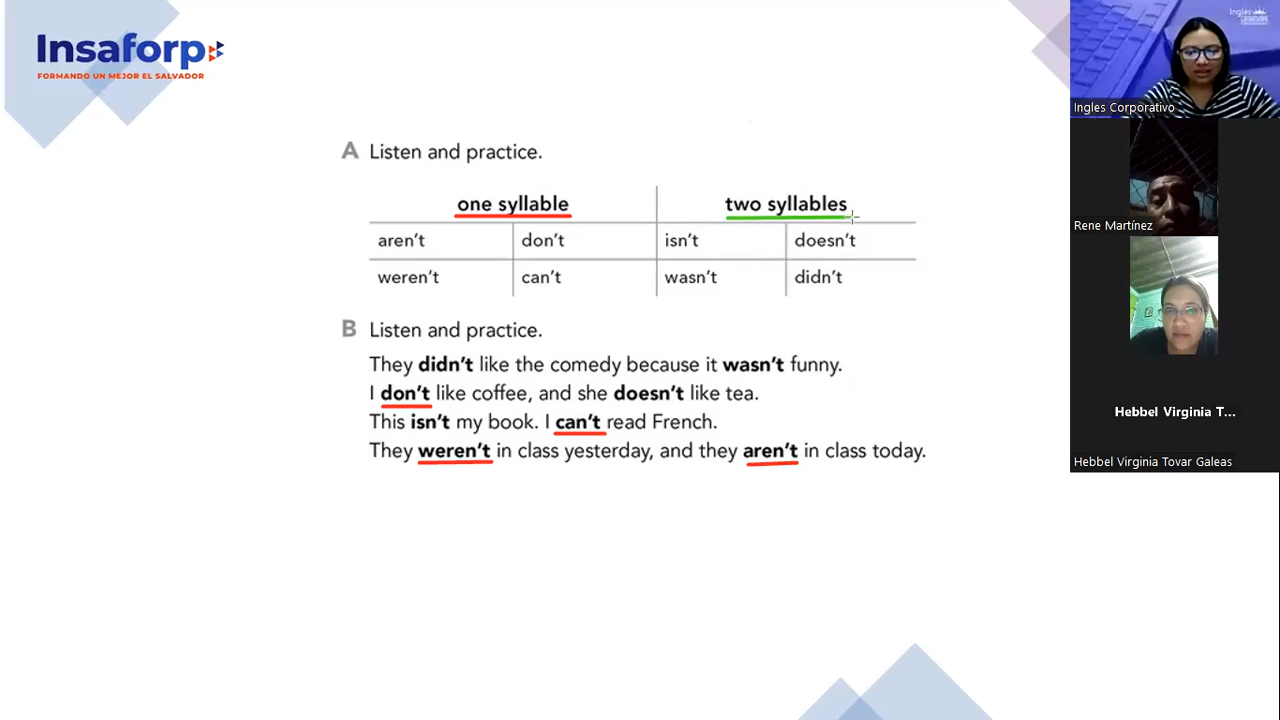 Insaforp
FORMANDO UN MEJOR EL SALVADOR
A Listen and practice.
one syllable two syllables
aren't don't isn't doesn't
weren't can't wasn't didn't
B Listen and practice.
They didn't like the comedy because it wasn't funny.
I don't like coffee, and she doesn't like tea.
This isn't my book. I can't read French.
They weren't in class yesterday, and they aren't in class today.
Ingles
Ingles Corporativo
Rene Martínez
Hebbel Virginia T...
Hebbel Virginia Tovar Galeas